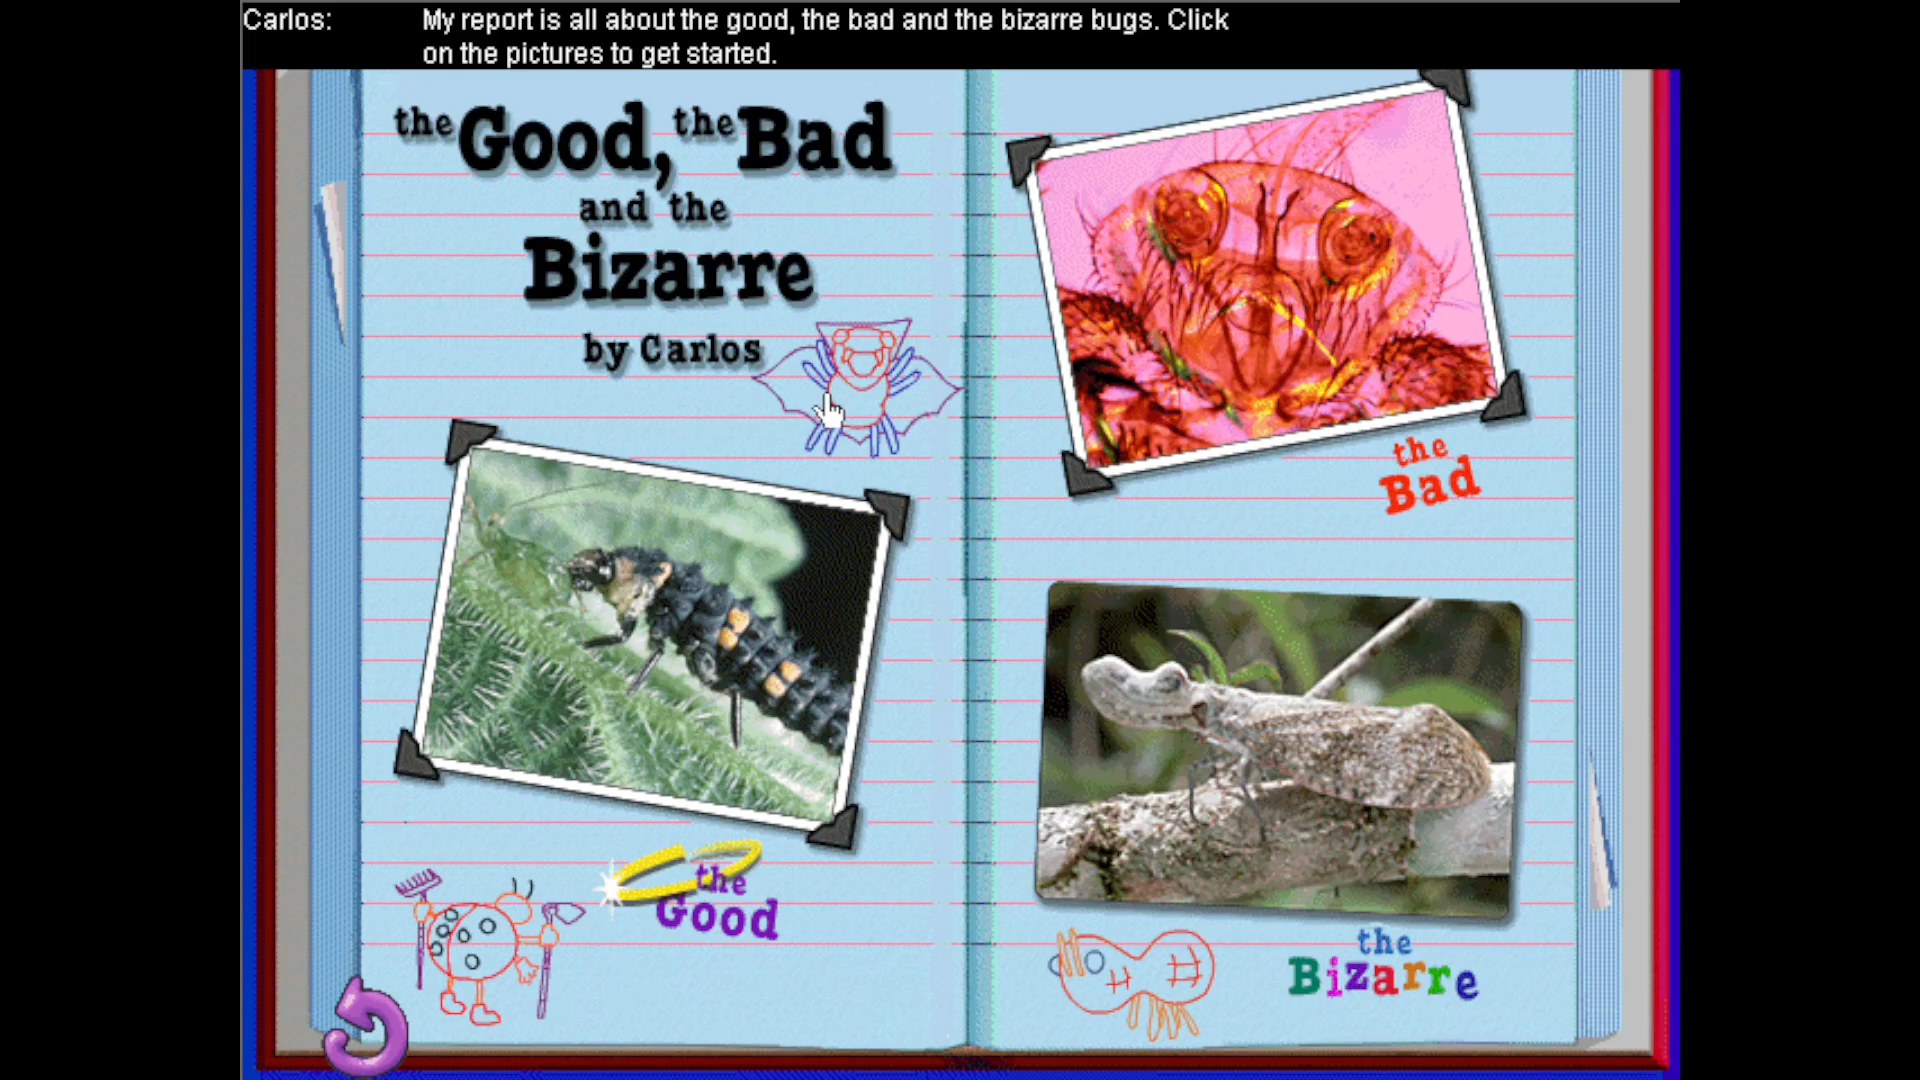 Carlos: My report is all about the good, the bad and the bizarre bugs. Click
on the pictures to get started.
the Good, the Bad
and the
Bizarre
by Carlos
the
Good
the
Bad
the
Bizarre